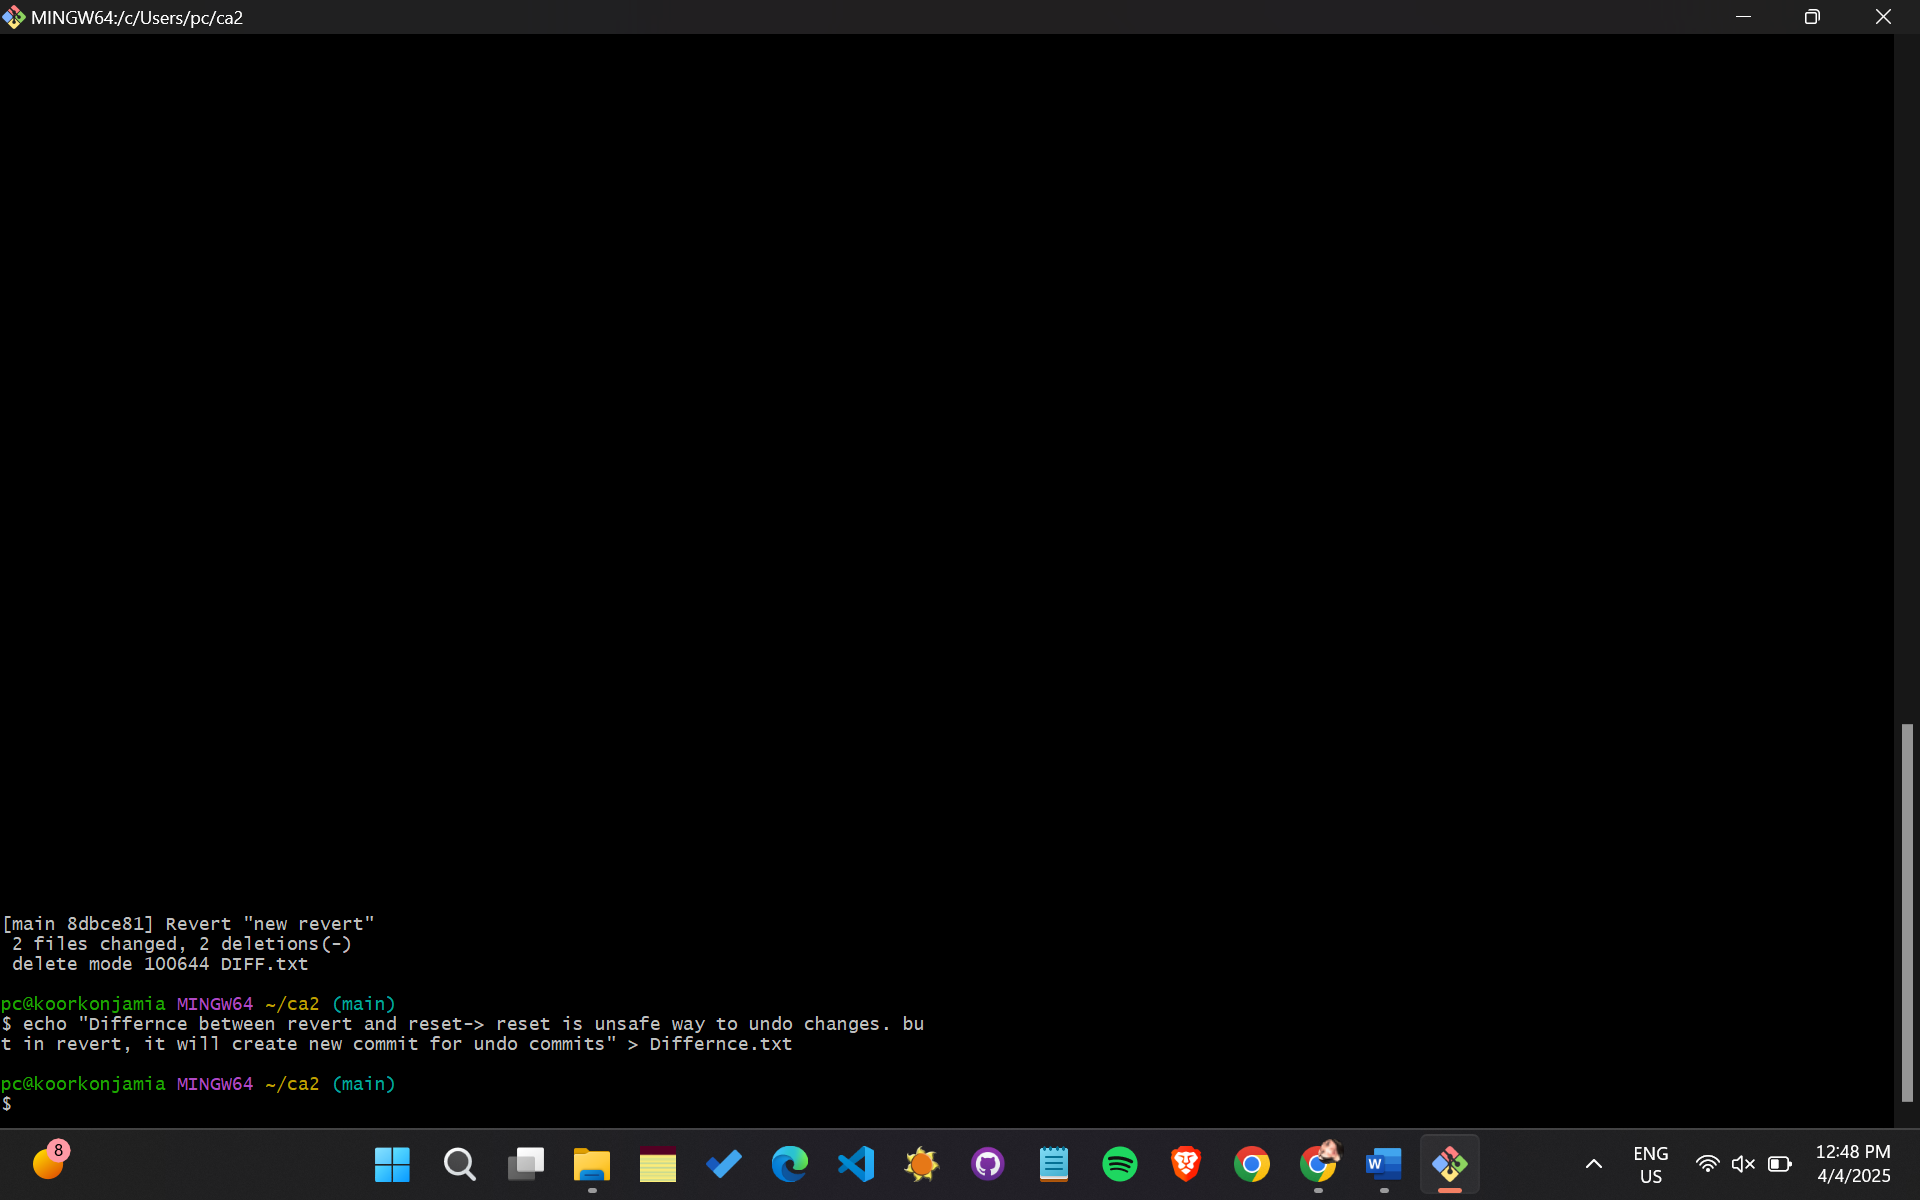 MINGW64:/c/Users/pc/ca2
[main 8dbce81] Revert "new revert"
2 files changed, 2 deletions(-)
delete mode 100644 DIFF.txt
pc@koorkonjamia MINGW64 ~/ca2 (main)
$ echo "Differnce between revert and reset-> reset is unsafe way to undo changes. bu
t in revert, it will create new commit for undo commits" > Differnce.txt
pc@koorkonjamia MINGW64 ~/ca2 (main)
$
8
W
ENG
US
12:48 PM
4/4/2025